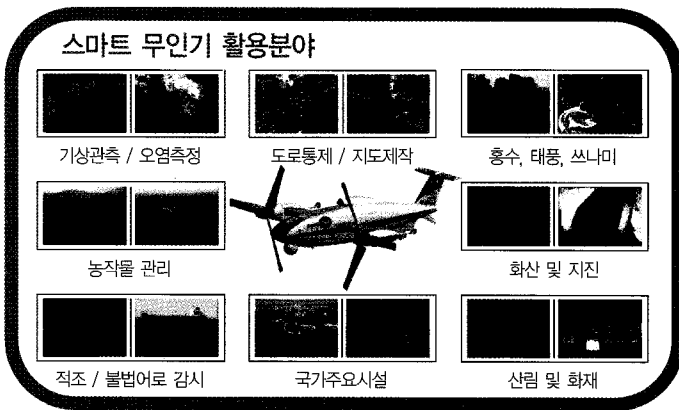 스마트 무인기 활용분야
기상관측 / 오염측정
도로통제 / 지도제작
홍수, 태풍, 쓰나미
농작물 관리
화산 및 지진
적조 / 불법어로 감시
국가주요시설
산림 및 화재